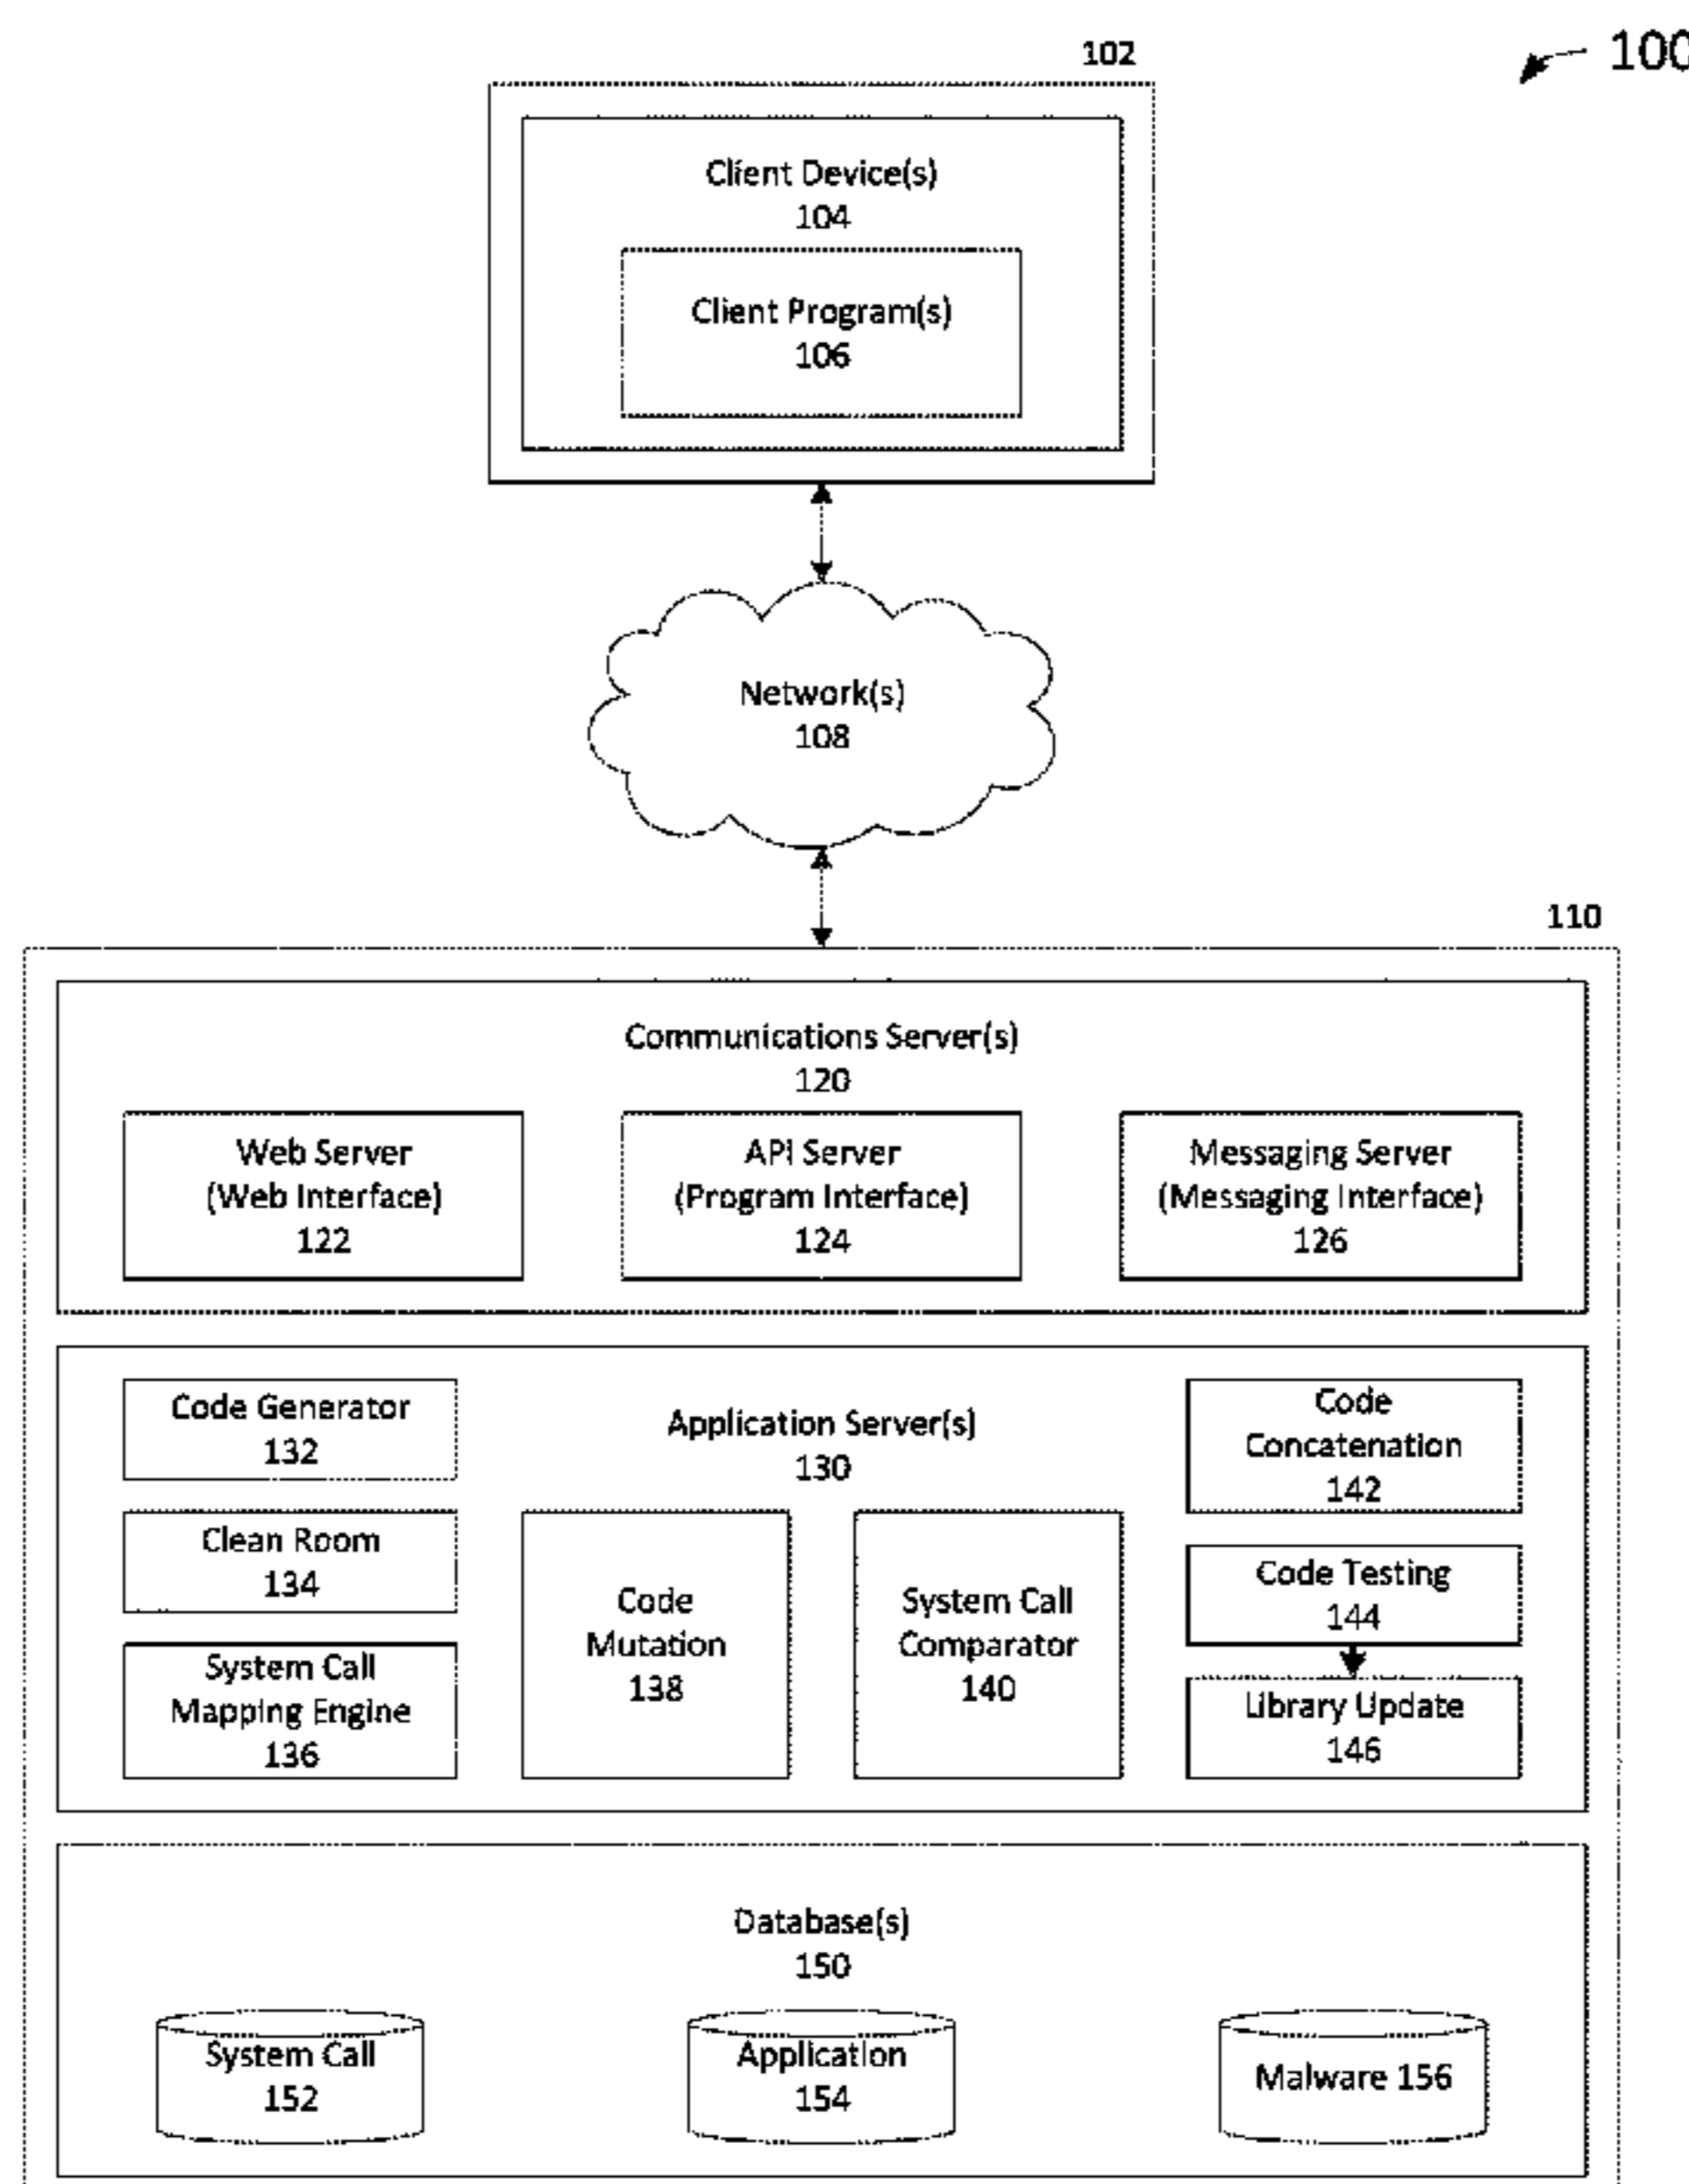 102
100
Client Device(s)
104
Client Program(s)
106
Network(s)
108
110
Communications Server(s)
120
Web Server
(Web Interface)
122
API Server
(Program Interface)
124
Messaging Server
(Messaging Interface)
126
Code Generator
132
Application Server(s)
130
Code
Concatenation
142
Clean Room
134
Code
Mutation
138
System Call
Comparator
140
Code Testing
144
System Call
Mapping Engine
136
Library Update
146
Database(s)
150
System Call
152
Application
154
Malware 156